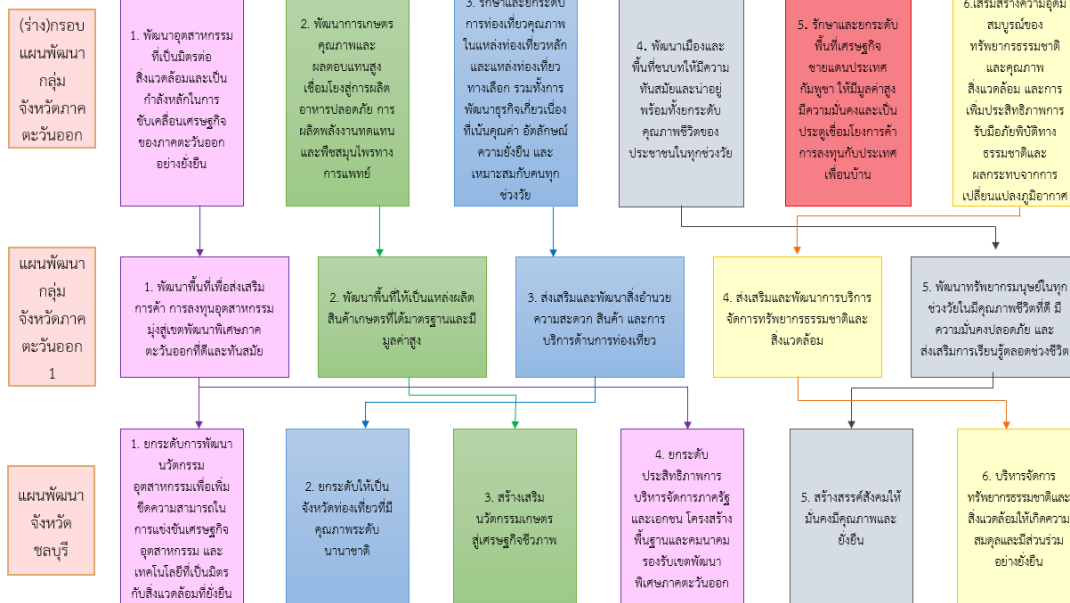 (ร่าง)กรอบ
แผนพัฒนา
กลุ่ม
จังหวัดภาค
ตะวันออก
1. พัฒนาอุตสาหกรรม
ที่เป็นมิตรต่อ
สิ่งแวดล้อมและเป็น
กำลังหลักในการ
ขับเคลื่อนเศรษฐกิจ
ของภาคตะวันออก
อย่างยั่งยืน
2. พัฒนาการเกษตร
คุณภาพและ
ผลตอบแทนสูง
เชื่อมโยงสู่การผลิต
อาหารปลอดภัย การ
ผลิตพลังงานทดแทน
และพืชสมุนไพรทาง
การแพทย์
3. รักษาและยกระดับ
การท่องเที่ยวคุณภาพ
ในแหล่งท่องเที่ยวหลัก
และแหล่งท่องเที่ยว
ทางเลือก รวมทั้งการ
พัฒนาธุรกิจเกี่ยวเนื่อง
ที่เน้นคุณค่า อัตลักษณ์
ความยั่งยืน และ
เหมาะสมกับคนทุก
ช่วงวัย
4. พัฒนาเมืองและ
พื้นที่ชนบทให้มีความ
ทันสมัยและน่าอยู่
พร้อมทั้งยกระดับ
คุณภาพชีวิตของ
ประชาชนในทุกช่วงวัย
5. รักษาและยกระดับ
พื้นที่เศรษฐกิจ
ชายแดนประเทศ
กัมพูชา ให้มีมูลค่าสูง
มีความมั่นคงและเป็น
ประตูเชื่อมโยงการค้า
การลงทุนกับประเทศ
เพื่อนบ้าน
6.เสริมสร้างความอุดม
สมบูรณ์ของ
ทรัพยากรธรรมชาติ
และคุณภาพ
สิ่งแวดล้อม และการ
เพิ่มประสิทธิภาพการ
รับมือภัยพิบัติทาง
ธรรมชาติและ
ผลกระทบจากการ
เปลี่ยนแปลงภูมิอากาศ
แผนพัฒนา
กลุ่ม
จังหวัดภาค
ตะวันออก
1
1. พัฒนาพื้นที่เพื่อส่งเสริม
การค้า การลงทุนอุตสาหกรรม
มุ่งสู่เขตพัฒนาพิเศษภาค
ตะวันออกที่ดีและทันสมัย
2. พัฒนาพื้นที่ให้เป็นแหล่งผลิต
สินค้าเกษตรที่ได้มาตรฐานและมี
มูลค่าสูง
3. ส่งเสริมและพัฒนาสิ่งอำนวย
ความสะดวก สินค้า และการ
บริการด้านการท่องเที่ยว
4. ส่งเสริมและพัฒนาการบริการ
จัดการทรัพยากรธรรมชาติและ
สิ่งแวดล้อม
5. พัฒนาทรัพยากรมนุษย์ในทุก
ช่วงวัยในมีคุณภาพชีวิตที่ดี มี
ความมั่นคงปลอดภัย และ
ส่งเสริมการเรียนรู้ตลอดช่วงชีวิต
แผนพัฒนา
จังหวัด
ชลบุรี
1. ยกระดับการพัฒนา
นวัตกรรม
อุตสาหกรรมเพื่อเพิ่ม
ขีดความสามารถใน
การแข่งขันเศรษฐกิจ
อุตสาหกรรม และ
เทคโนโลยีที่เป็นมิตร
กับสิ่งแวดล้อมที่ยั่งยืน
2. ยกระดับให้เป็น
จังหวัดท่องเที่ยวที่มี
คุณภาพระดับ
นานาชาติ
3. สร้างเสริม
นวัตกรรมเกษตร
สู่เศรษฐกิจชีวภาพ
4. ยกระดับ
ประสิทธิภาพการ
บริหารจัดการภาครัฐ
และเอกชน โครงสร้าง
พื้นฐานและคมนาคม
รองรับเขตพัฒนา
พิเศษภาคตะวันออก
5. สร้างสรรค์สังคมให้
มั่นคงมีคุณภาพและ
ยั่งยืน
6. บริหารจัดการ
ทรัพยากรธรรมชาติและ
สิ่งแวดล้อมให้เกิดความ
สมดุลและมีส่วนร่วม
อย่างยั่งยืน